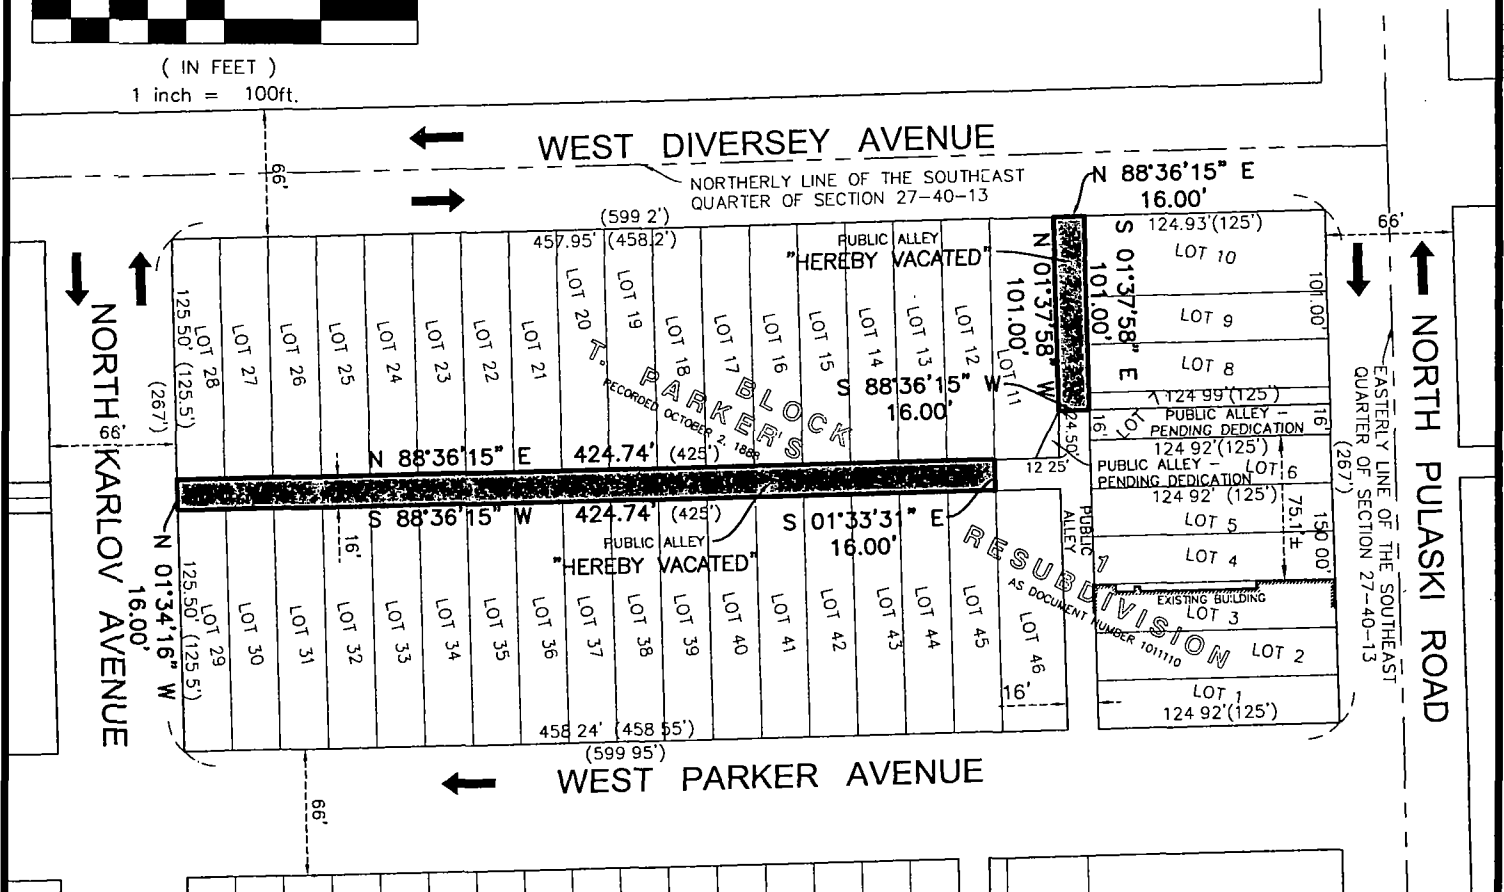 ( IN FEET )
1 inch = 100ft.
WEST DIVERSEY AVENUE
NORTHERLY LINE OF THE SOUTHEAST
QUARTER OF SECTION 27-40-13
N 88°36'15" E
16.00'
66'
66'
(599 2')
457.95' (458.2')
PUBLIC ALLEY
"HEREBY VACATED"
N 01°37'58" W
101.00'
S 01°37'58" E
101.00'
124.93'(125')
LOT 10
101.00'
LOT 9
LOT 8
124 99'(125')
LOT 7
PUBLIC ALLEY -
PENDING DEDICATION
16'
16'
124 92'(125')
PUBLIC ALLEY -
PENDING DEDICATION
LOT 6
124 92' (125')
LOT 5
LOT 4
75.1'±
150 00'
EXISTING BUILDING
LOT 3
LOT 2
LOT 1
124 92'(125')
125 50' (125.5')
LOT 28
LOT 27
LOT 26
LOT 25
LOT 24
LOT 23
LOT 22
LOT 21
LOT 20
LOT 19
LOT 18
LOT 17
LOT 16
LOT 15
LOT 14
LOT 13
LOT 12
LOT 11
T. PARKER'S
BLOCK 1
RESUBDIVISION
RECORDED OCTOBER 2, 1888
AS DOCUMENT NUMBER 1011110
S 88°36'15" W
16.00'
24.50'
12 25'
N 88°36'15" E 424.74' (425')
S 88°36'15" W 424.74' (425')
16'
PUBLIC ALLEY
"HEREBY VACATED"
S 01°33'31" E
16.00'
PUBLIC
ALLEY
(267')
66'
NORTH KARLOV AVENUE
N 01°34'16" W
16.00'
125.50' (125 5')
LOT 29
LOT 30
LOT 31
LOT 32
LOT 33
LOT 34
LOT 35
LOT 36
LOT 37
LOT 38
LOT 39
LOT 40
LOT 41
LOT 42
LOT 43
LOT 44
LOT 45
LOT 46
16'
458 24' (458 55')
(599 95')
WEST PARKER AVENUE
66'
(267')
EASTERLY LINE OF THE SOUTHEAST
QUARTER OF SECTION 27-40-13
NORTH PULASKI ROAD